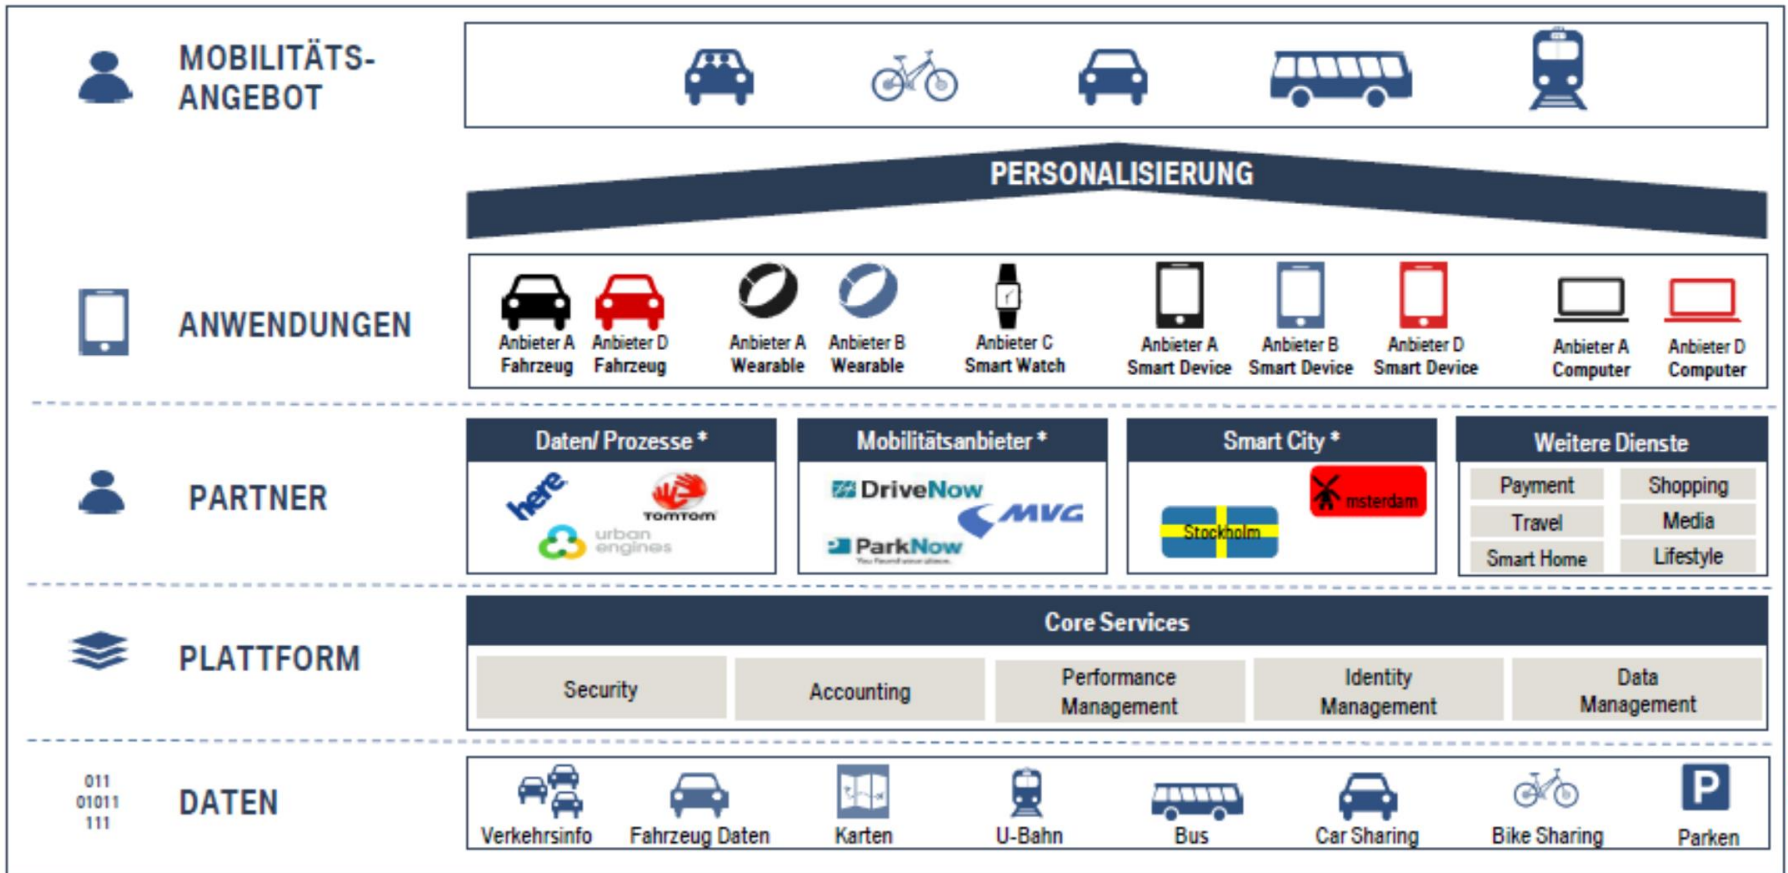 MOBILITÄTS-
ANGEBOT
PERSONALISIERUNG
ANWENDUNGEN
Anbieter A
Fahrzeug
Anbieter D
Fahrzeug
Anbieter A
Wearable
Anbieter B
Wearable
Anbieter C
Smart Watch
Anbieter A
Smart Device
Anbieter B
Smart Device
Anbieter D
Smart Device
Anbieter A
Computer
Anbieter D
Computer
PARTNER
Daten/ Prozesse *
here
TOMTOM
urban
engines
Mobilitätsanbieter *
DriveNow
MVG
ParkNow
You found your place.
Smart City *
msterdam
Stockholm
Weitere Dienste
Payment
Shopping
Travel
Media
Smart Home
Lifestyle
PLATTFORM
Core Services
Security
Accounting
Performance
Management
Identity
Management
Data
Management
011
01011
111
DATEN
Verkehrsinfo
Fahrzeug Daten
Karten
U-Bahn
Bus
Car Sharing
Bike Sharing
P
Parken